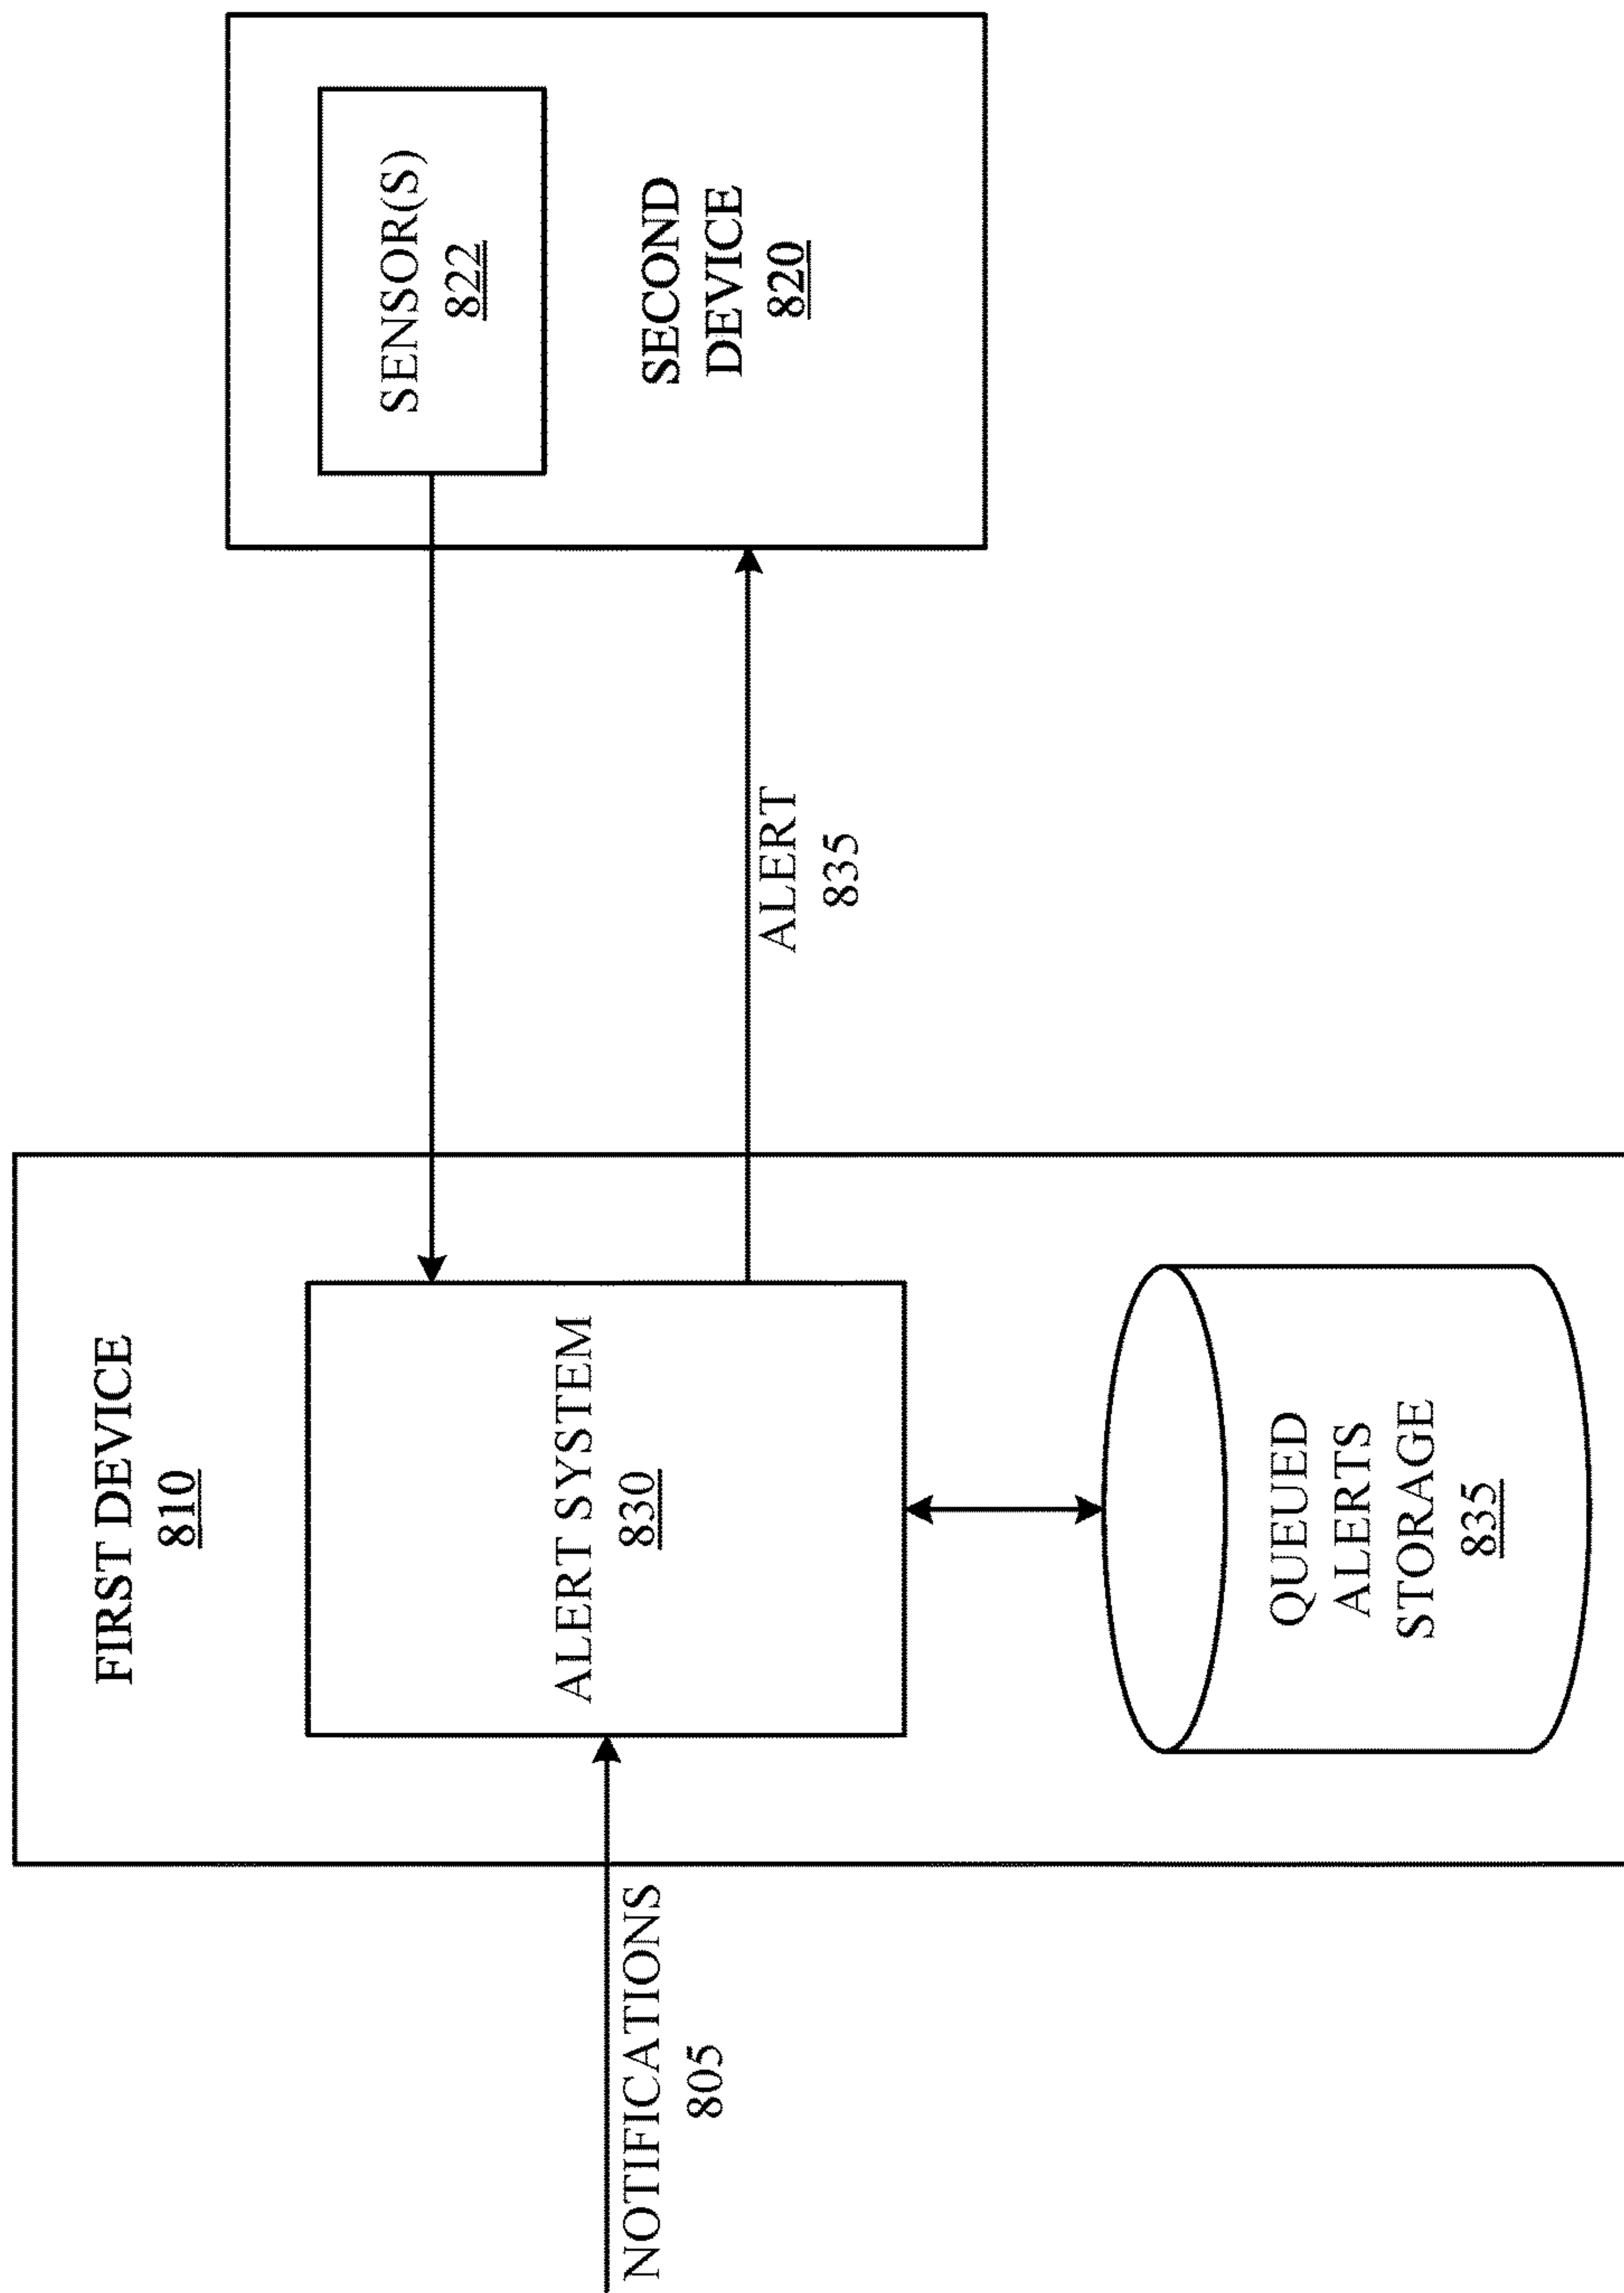 NOTIFICATIONS
805
FIRST DEVICE
810
ALERT SYSTEM
830
QUEUED
ALERTS
STORAGE
835
ALERT
835
SENSOR(S)
822
SECOND
DEVICE
820